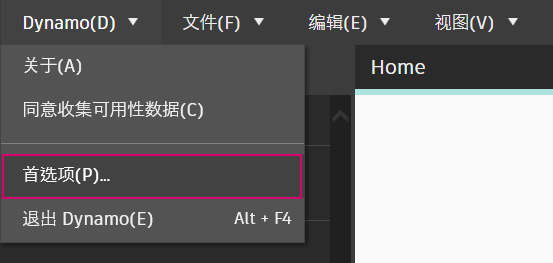 Dynamo(D) 文件(F) 编辑(E) 视图(V)
关于(A)
Home
同意收集可用性数据(C)
首选项(P)...
退出 Dynamo(E) Alt + F4